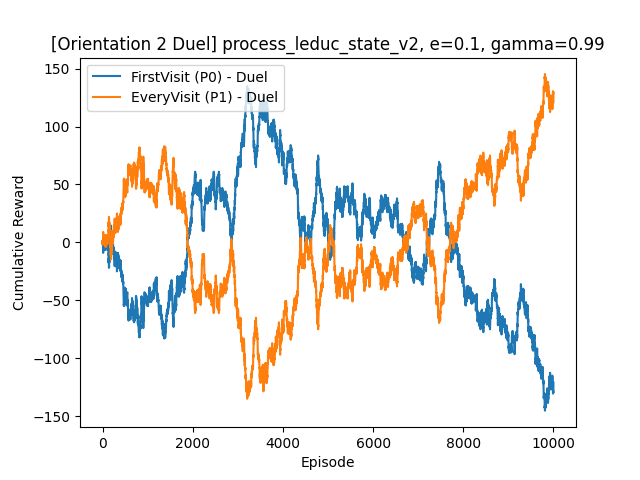 [Orientation 2 Duel] process_leduc_state_v2, e=0.1, gamma=0.99
FirstVisit (P0) - Duel
EveryVisit (P1) - Duel
150
100
50
0
−50
−100
−150
Cumulative Reward
0 2000 4000 6000 8000 10000
Episode